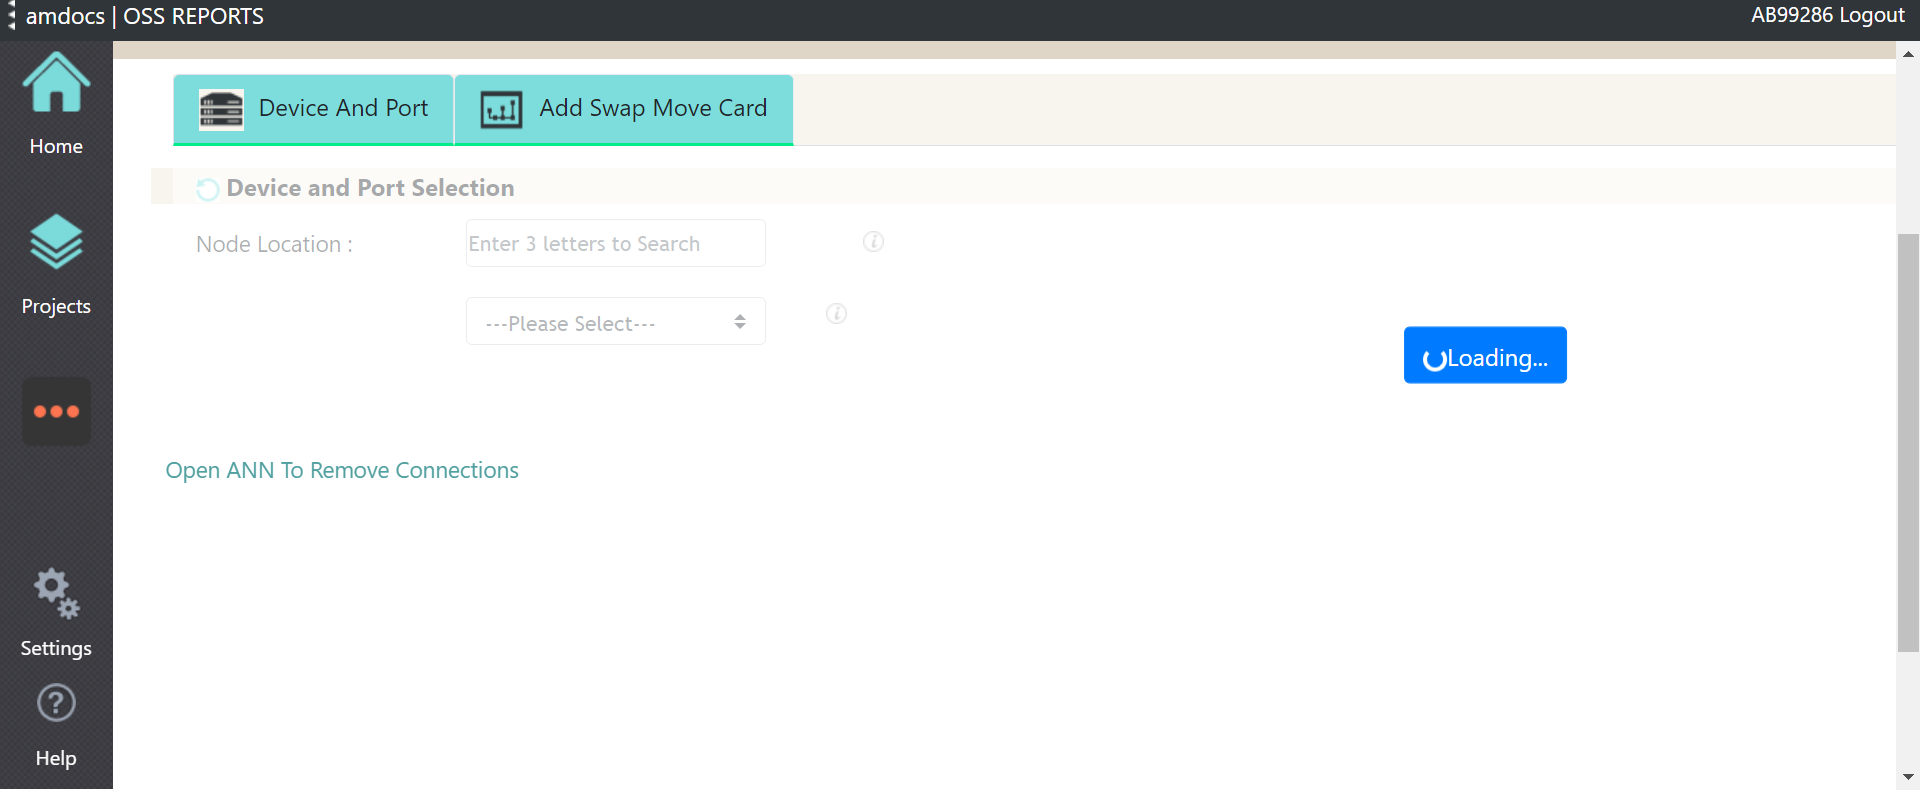 amdocs | OSS REPORTS
AB99286 Logout
Home
Projects
Settings
Help
Device And Port
Add Swap Move Card
Device and Port Selection
Node Location :
Enter 3 letters to Search
---Please Select---
Loading...
Open ANN To Remove Connections